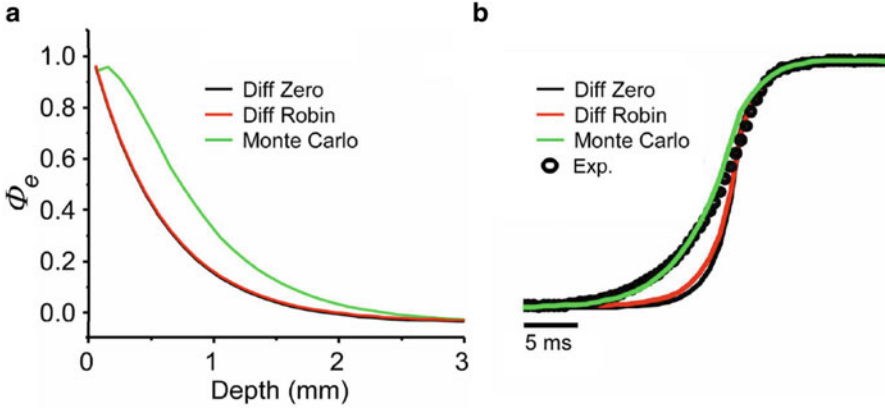 a
b
1.0
0.8
0.6
0.4
0.2
0.0
Φe
Diff Zero
Diff Robin
Monte Carlo
0
1
2
3
Depth (mm)
Diff Zero
Diff Robin
Monte Carlo
Exp.
5 ms